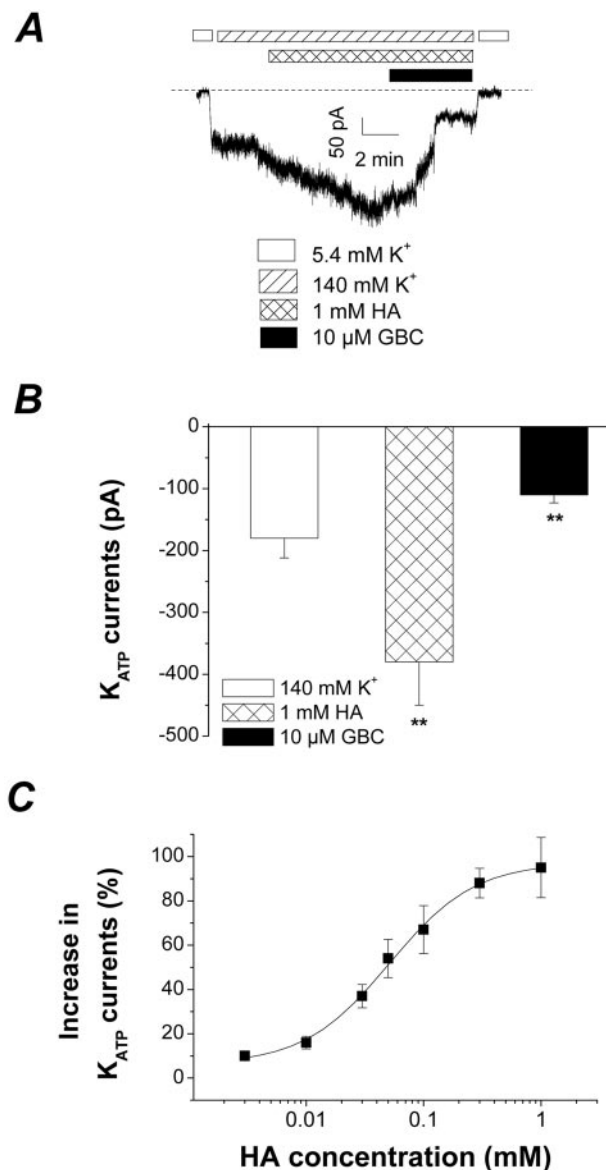 A
50 pA
2 min
5.4 mM K⁺
140 mM K⁺
1 mM HA
10 µM GBC
B
K_ATP currents (pA)
0
-100
-200
-300
-400
-500
**
**
140 mM K⁺
1 mM HA
10 µM GBC
C
Increase in
K_ATP currents (%)
100
80
60
40
20
0
0.01
0.1
1
HA concentration (mM)